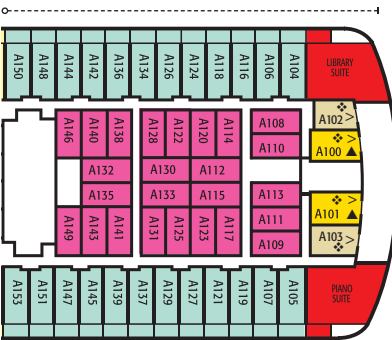 A150 A148 A144 A142 A136 A134 A126 A124 A118 A116 A106 A104
LIBRARY
SUITE
A102 >
A100
A146 A140 A138 A128 A122 A120 A114 A108
A110
A132 A130 A112
A135 A133 A115 A113
A111
A109
A149 A143 A141 A131 A125 A123 A117
>
A101
A103 >
A153 A151 A147 A145 A139 A137 A129 A127 A121 A119 A107 A105
PIANO
SUITE